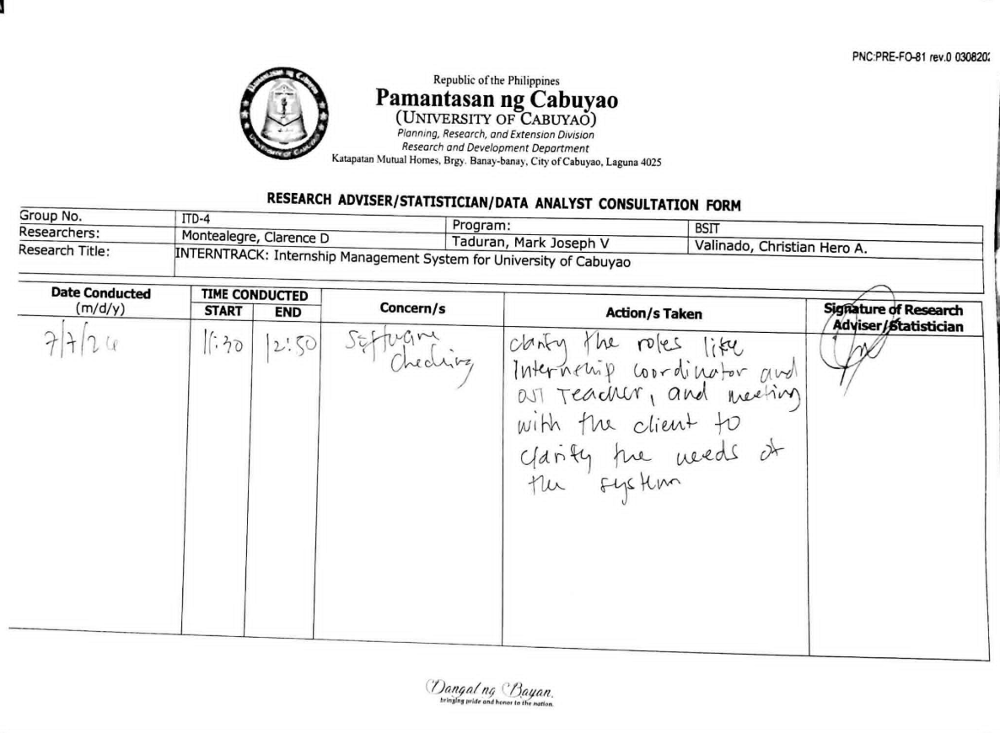 PNC:PRE-FO-81 rev.0 030820
Republic of the Philippines
Pamantasan ng Cabuyao
(UNIVERSITY OF CABUYAO)
Planning, Research, and Extension Division
Research and Development Department
Katapatan Mutual Homes, Brgy. Banay-banay, City of Cabuyao, Laguna 4025
RESEARCH ADVISER/STATISTICIAN/DATA ANALYST CONSULTATION FORM
Group No. ITD-4 Program: BSIT
Researchers: Montealegre, Clarence D Taduran, Mark Joseph V Valinado, Christian Hero A.
Research Title: INTERNTRACK: Internship Management System for University of Cabuyao
Date Conducted
(m/d/y)
TIME CONDUCTED
START END
Concern/s
Action/s Taken
Signature of Research
Adviser/Statistician
11:30
12:30
Software
Checking
clarify the roles like
Internship coordinator and
OJT Teacher, and meeting
with the client to
clarify the needs of
the system
Dangal ng Bayan.
bringing pride and honor to the nation.